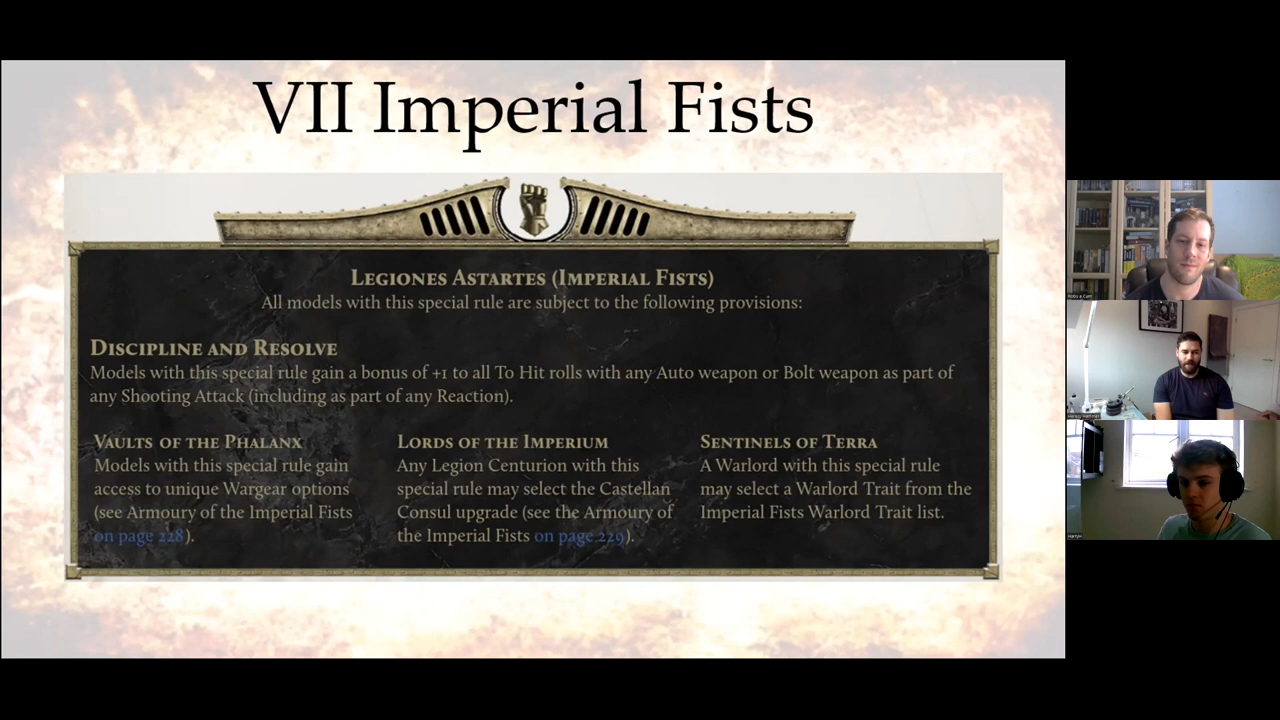 VII Imperial Fists
Legiones Astartes (Imperial Fists)
All models with this special rule are subject to the following provisions:
Discipline and Resolve
Models with this special rule gain a bonus of +1 to all To Hit rolls with any Auto weapon or Bolt weapon as part of
any Shooting Attack (including as part of any Reaction).
Vaults of the Phalanx
Models with this special rule gain
access to unique Wargear options
(see Armoury of the Imperial Fists
on page 228).
Lords of the Imperium
Any Legion Centurion with this
special rule may select the Castellan
Consul upgrade (see the Armoury of
the Imperial Fists on page 229).
Sentinels of Terra
A Warlord with this special rule
may select a Warlord Trait from the
Imperial Fists Warlord Trait list.